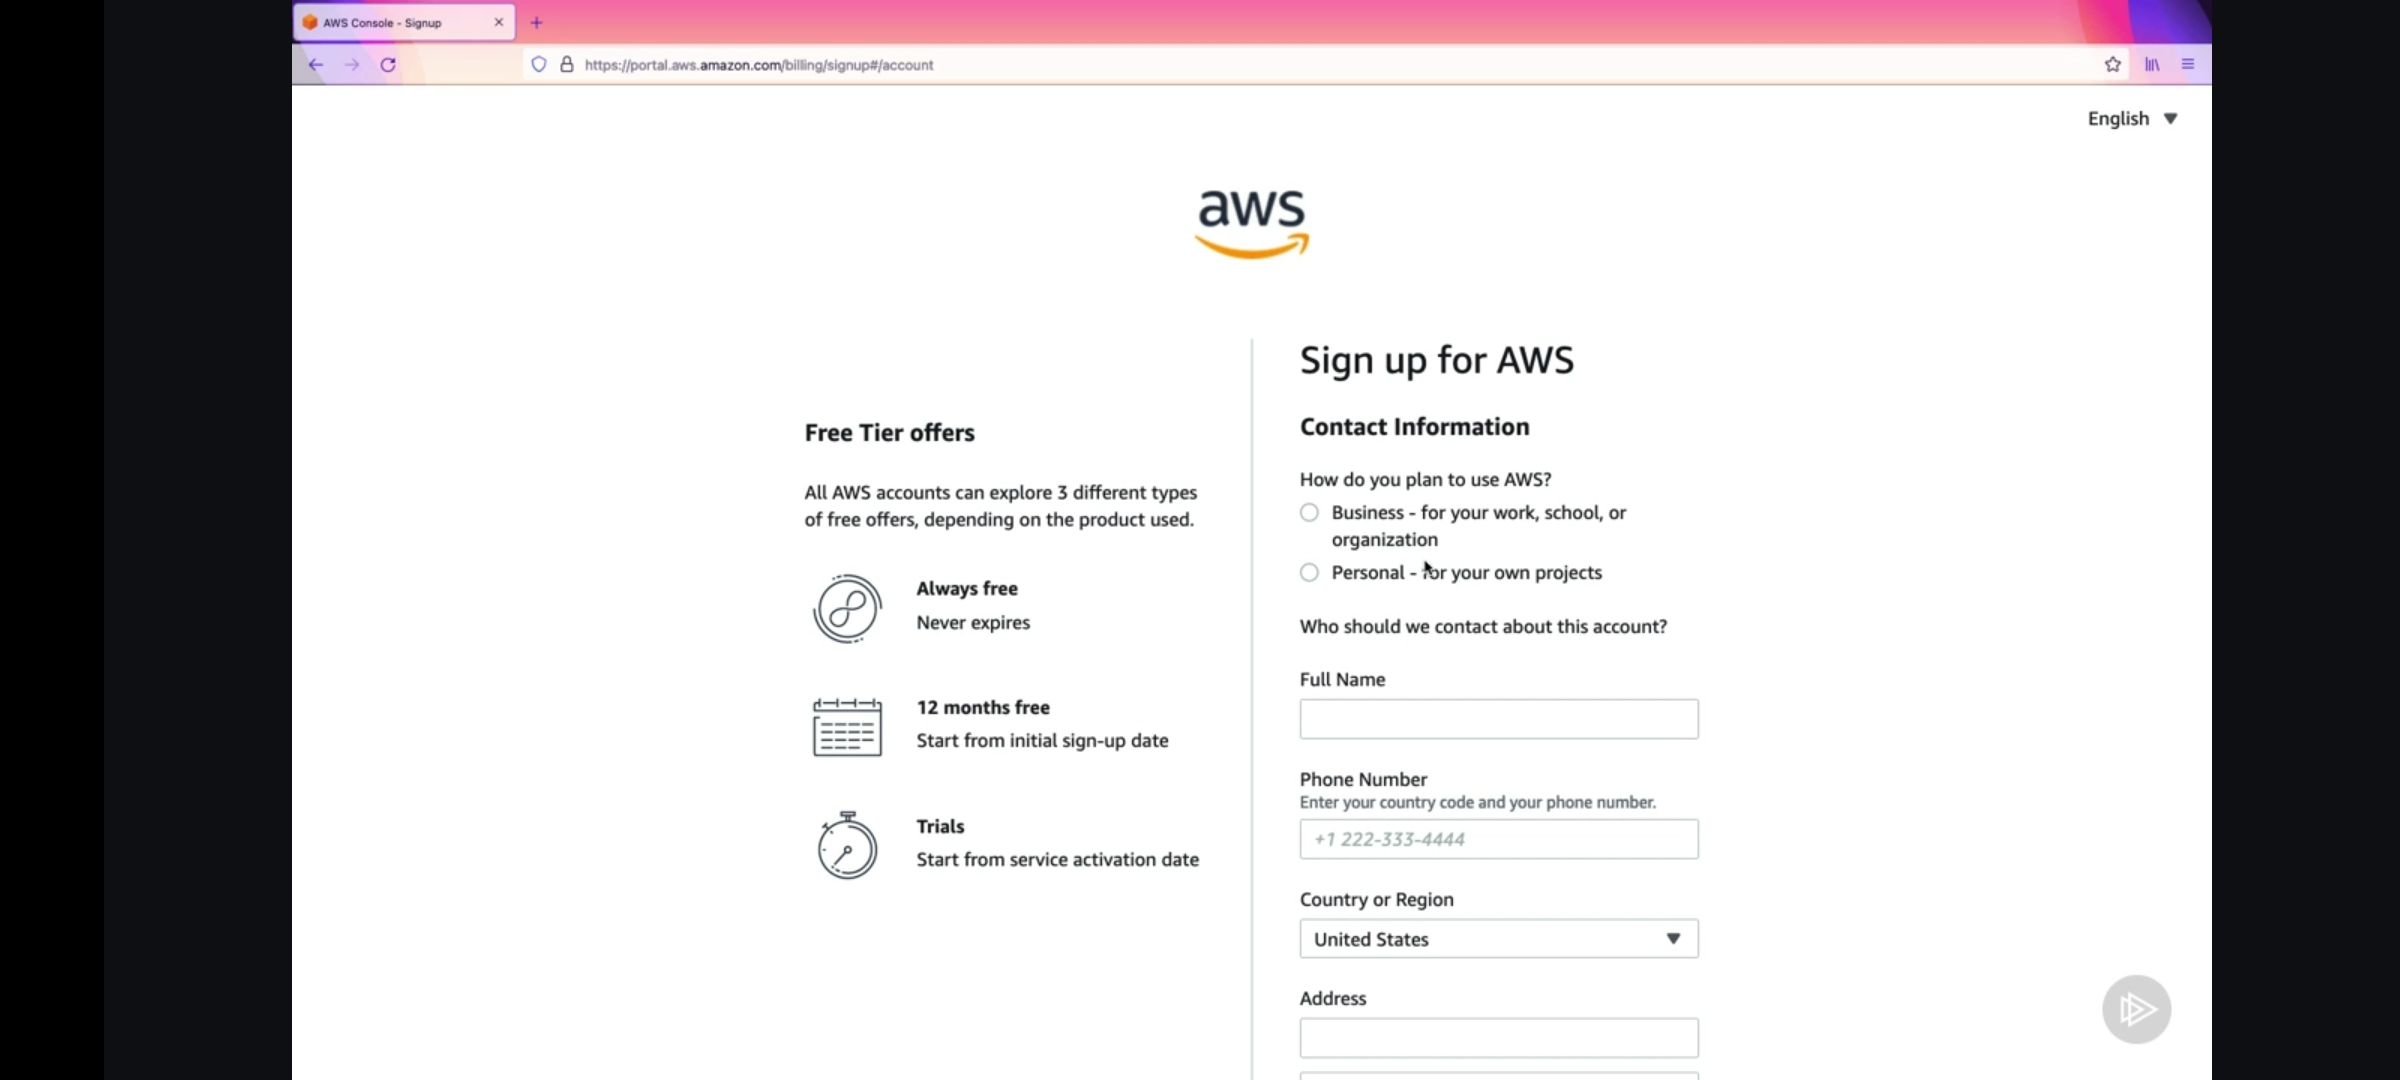 AWS Console - Signup
https://portal.aws.amazon.com/billing/signup#/account
English
aws
Free Tier offers
All AWS accounts can explore 3 different types
of free offers, depending on the product used.
Always free
Never expires
12 months free
Start from initial sign-up date
Trials
Start from service activation date
Sign up for AWS
Contact Information
How do you plan to use AWS?
Business - for your work, school, or
organization
Personal - for your own projects
Who should we contact about this account?
Full Name
Phone Number
Enter your country code and your phone number.
+1 222-333-4444
Country or Region
United States
Address